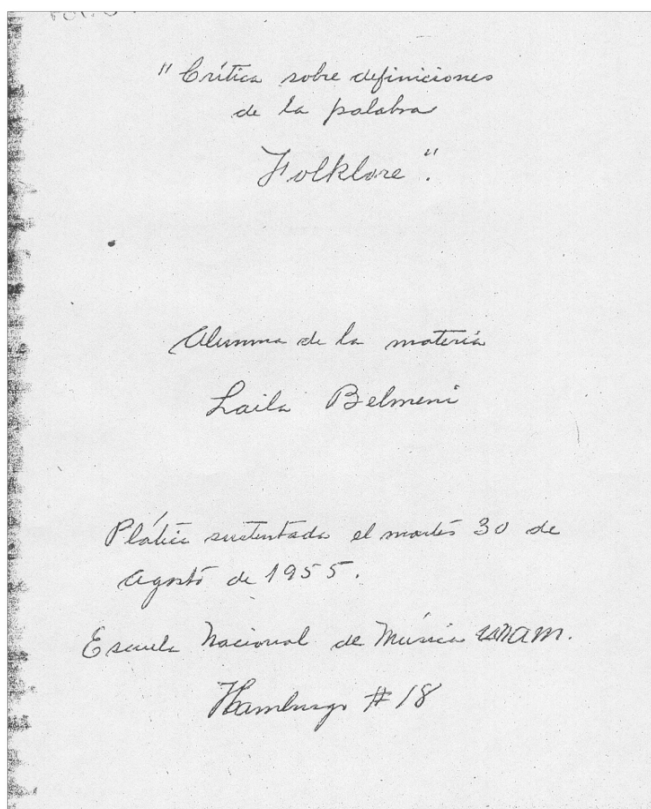 "Crítica sobre definiciones
de la palabra
Folklore".
Alumna de la materia
Laila Belmeni
Plática sustentada el martes 30 de
agosto de 1955.
Escuela Nacional de Música UNAM.
Hamburgo # 18